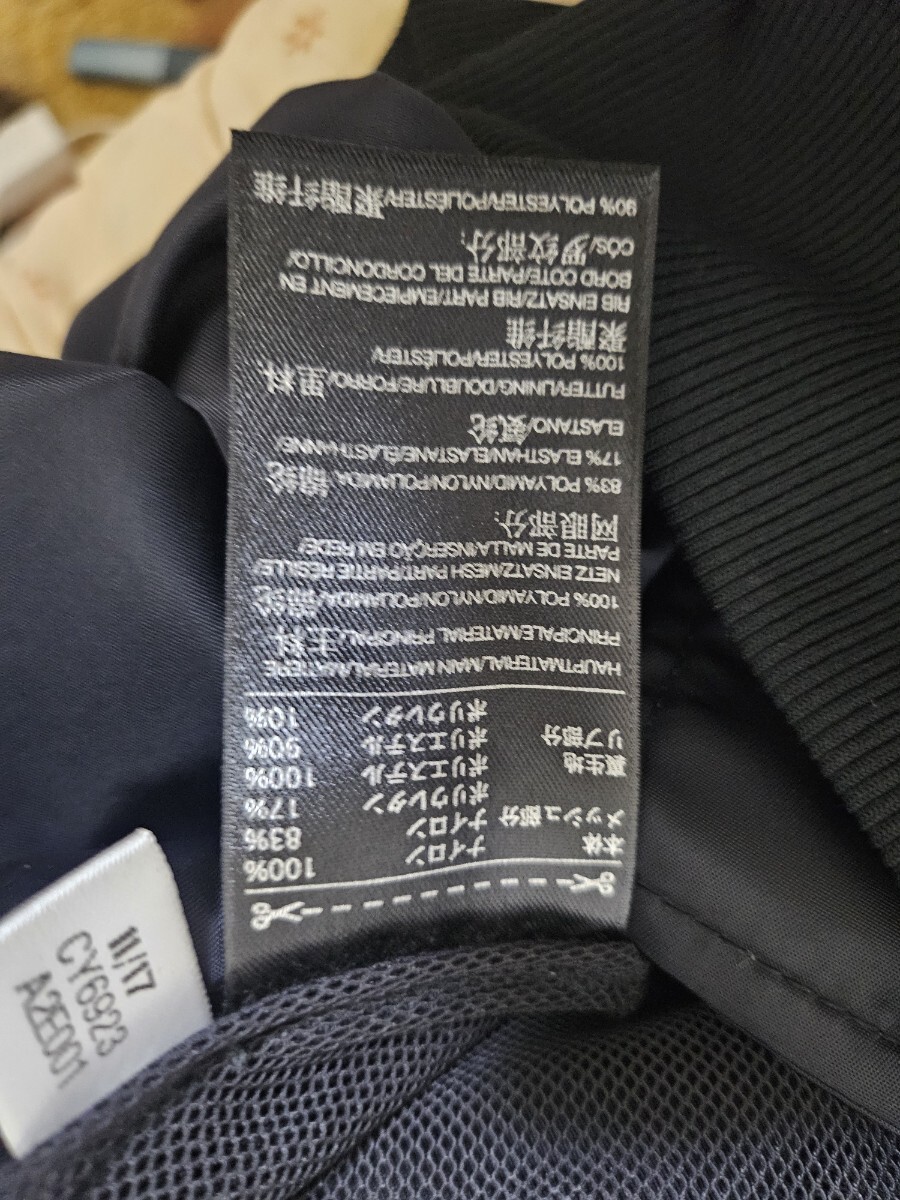 本体 ナイロン 100%
メッシュ部分 ナイロン 83%
ポリウレタン 17%
裏生地 ポリエステル 100%
リブ部分 ポリエステル 90%
ポリウレタン 10%
HAUPTMATERIAL/MAIN MATERIAL/MATIÈRE
PRINCIPALE/MATERIAL PRINCIPAL/主料
100% POLYAMID/NYLON/POLIAMIDA/锦纶
NETZ EINSATZ/MESH PART/PARTIE RÉSILLE/
PARTE DE MALLA/INSERÇÃO EM REDE/
网眼部分:
83% POLYAMID/NYLON/POLIAMIDA/锦纶
17% ELASTHAN/ELASTANE/ÉLASTHANNE/
ELASTANO/氨纶
FUTTER/LINING/DOUBLURE/FORRO/里料
100% POLYESTER/POLIÉSTER/
聚酯纤维
RIB EINSATZ/RIB PART/EMPIÈCEMENT EN
BORD CÔTE/PARTE DEL CORDONCILLO/
CÓS/罗纹部分:
90% POLYESTER/POLIÉSTER/聚酯纤维
11/17
CY6923
A2E001